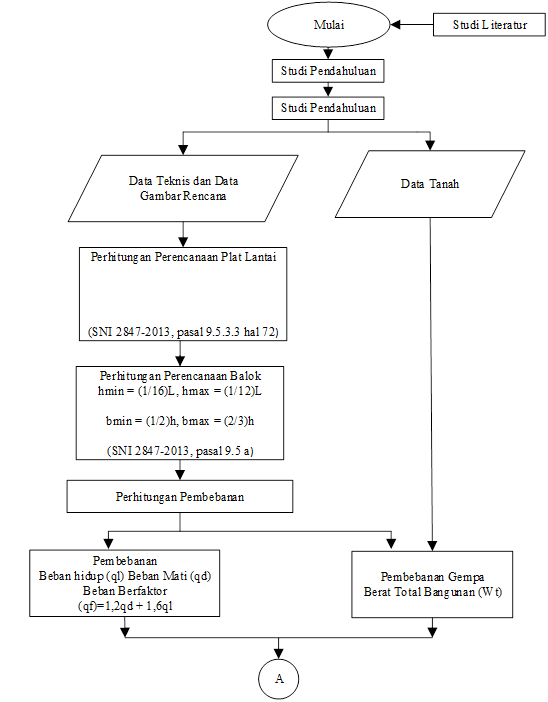 Mulai
Studi Literatur
Studi Pendahuluan
Studi Pendahuluan
Data Teknis dan Data
Gambar Rencana
Data Tanah
Perhitungan Perencanaan Plat Lantai
(SNI 2847-2013, pasal 9.5.3.3 hal 72)
Perhitungan Perencanaan Balok
hmin = (1/16)L, hmax = (1/12)L
bmin = (1/2)h, bmax = (2/3)h
(SNI 2847-2013, pasal 9.5 a)
Perhitungan Pembebanan
Pembebanan
Beban hidup (ql) Beban Mati (qd)
Beban Berfaktor
(qf)=1,2qd + 1,6ql
Pembebanan Gempa
Berat Total Bangunan (Wt)
A